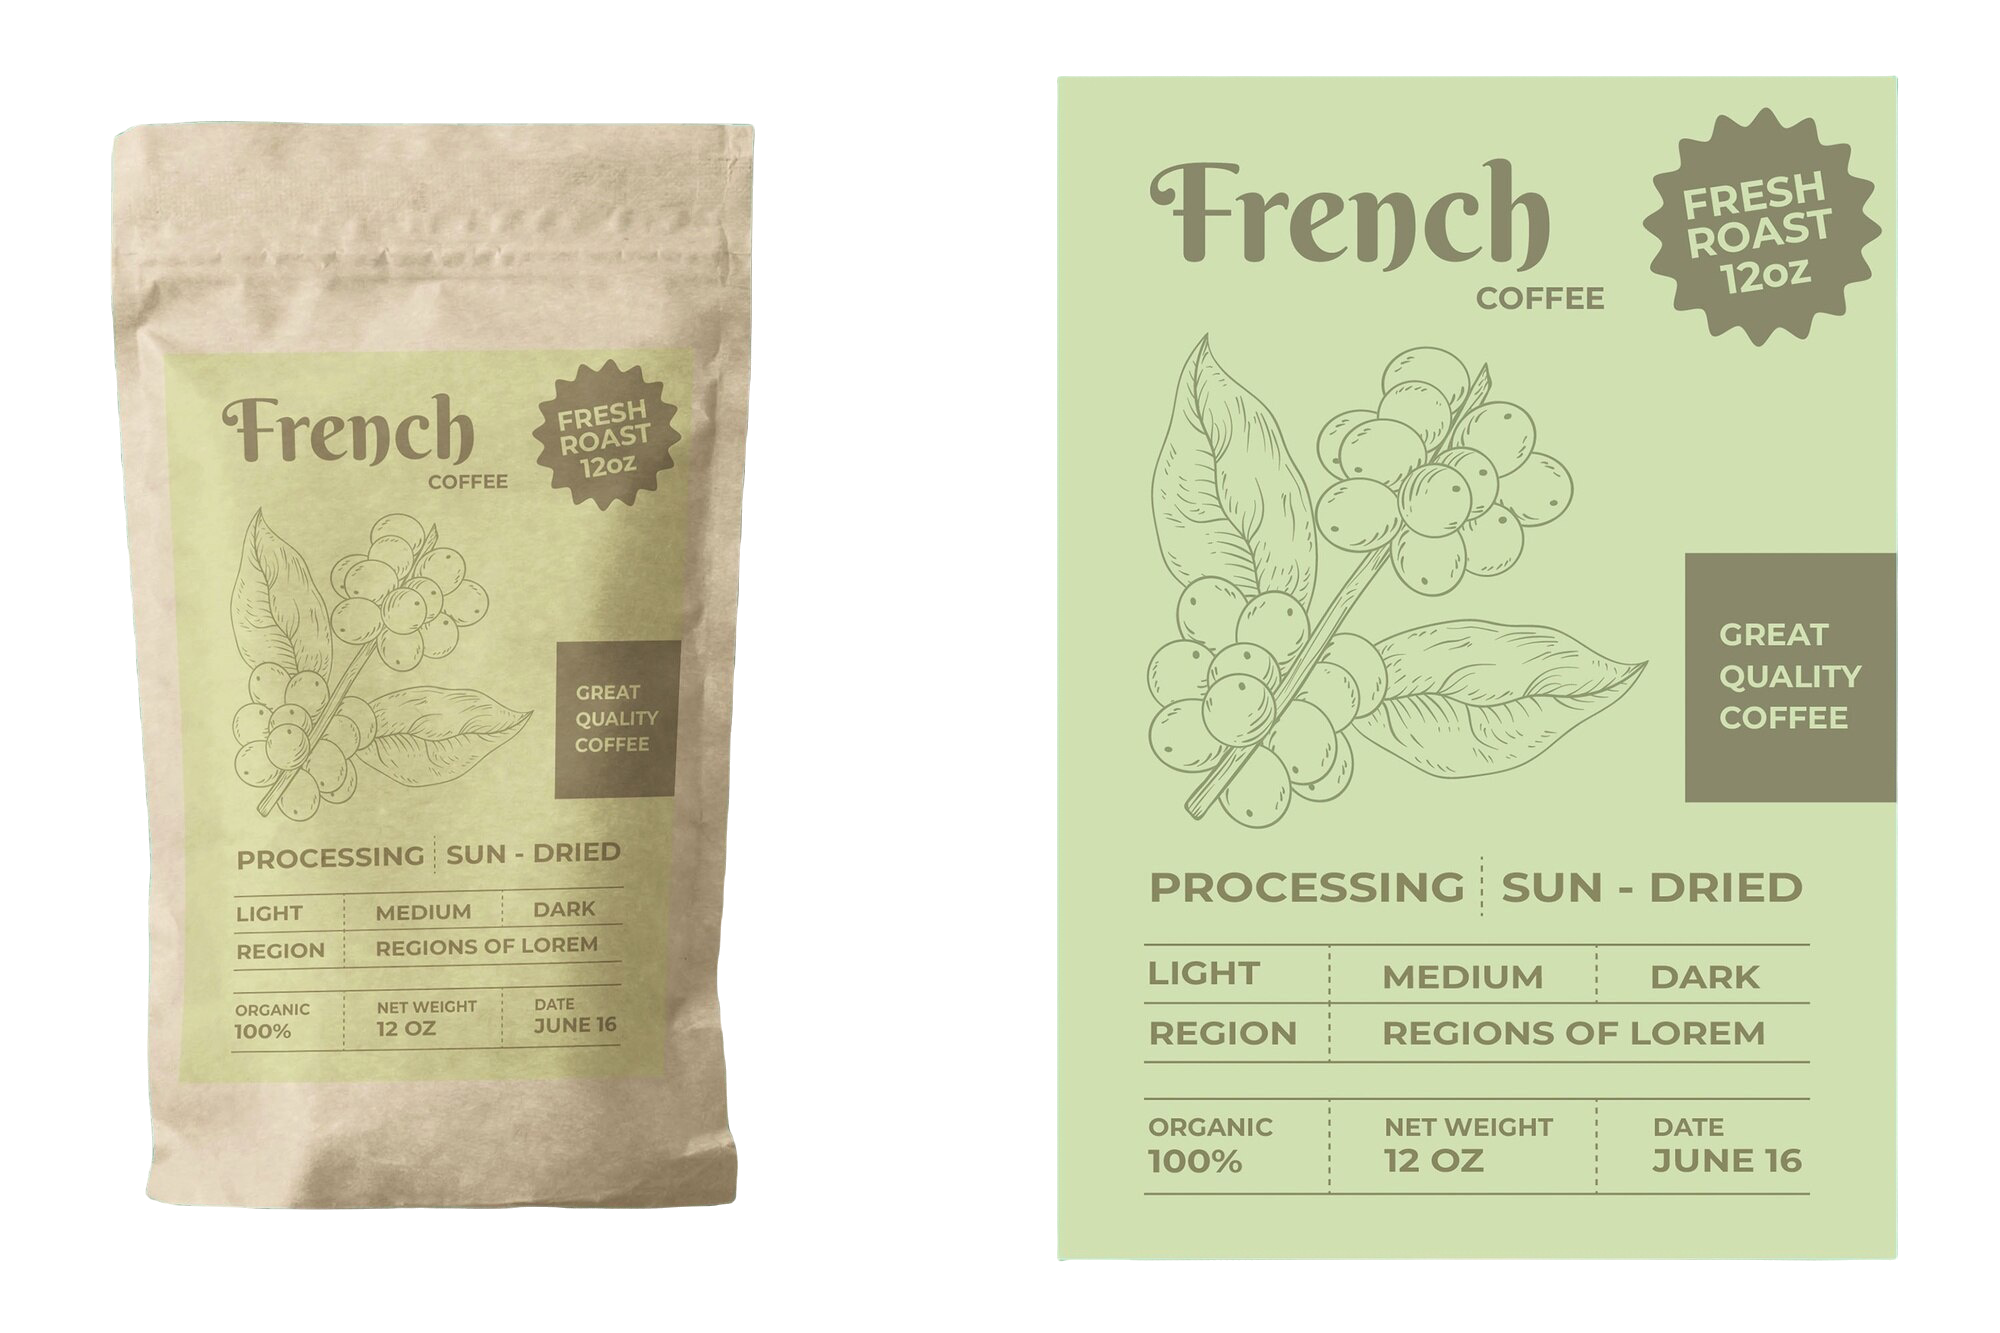 French
COFFEE
FRESH
ROAST
12oz
GREAT
QUALITY
COFFEE
PROCESSING SUN - DRIED
LIGHT MEDIUM DARK
REGION REGIONS OF LOREM
ORGANIC NET WEIGHT DATE
100% 12 OZ JUNE 16
French
COFFEE
FRESH
ROAST
12oz
GREAT
QUALITY
COFFEE
PROCESSING SUN - DRIED
LIGHT MEDIUM DARK
REGION REGIONS OF LOREM
ORGANIC NET WEIGHT DATE
100% 12 OZ JUNE 16